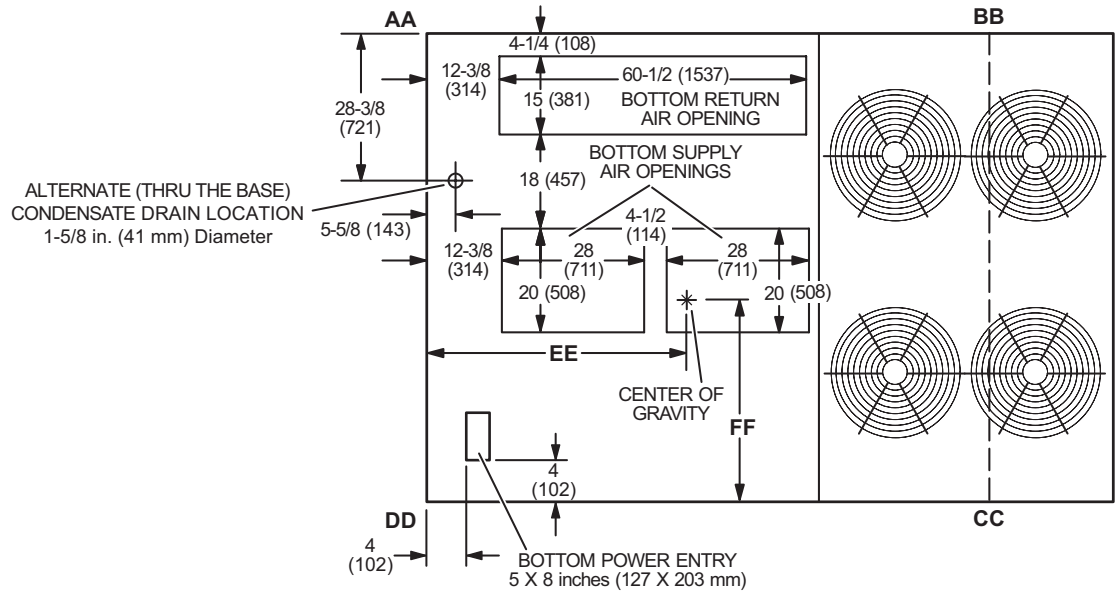 AA
BB
4-1/4 (108)
12-3/8
(314)
60-1/2 (1537)
28-3/8
(721)
15 (381)
BOTTOM RETURN
AIR OPENING
BOTTOM SUPPLY
AIR OPENINGS
18 (457)
ALTERNATE (THRU THE BASE)
CONDENSATE DRAIN LOCATION
1-5/8 in. (41 mm) Diameter
5-5/8 (143)
4-1/2
(114)
12-3/8
(314)
28
(711)
28
(711)
20 (508)
20 (508)
EE
CENTER OF
GRAVITY
FF
4
(102)
DD
CC
4
(102)
BOTTOM POWER ENTRY
5 X 8 inches (127 X 203 mm)